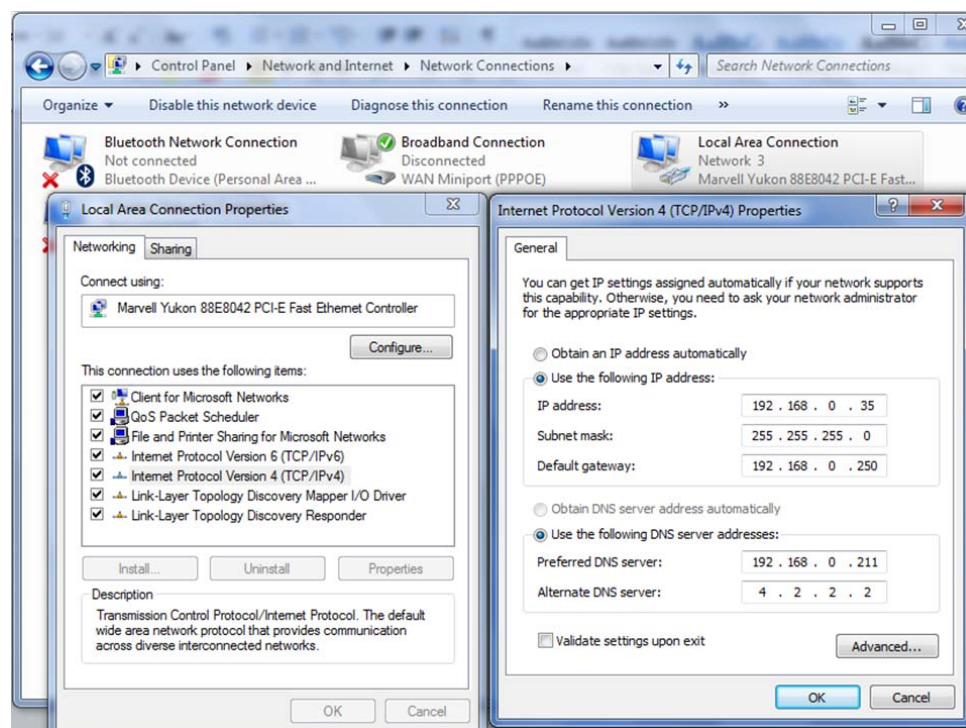 Control Panel Network and Internet Network Connections
Search Network Connections
Organize Disable this network device Diagnose this connection Rename this connection »
Bluetooth Network Connection
Not connected
Bluetooth Device (Personal Area ...
Broadband Connection
Disconnected
WAN Miniport (PPPOE)
Local Area Connection
Network 3
Marvell Yukon 88E8042 PCI-E Fast...
Local Area Connection Properties
Networking Sharing
Connect using:
Marvell Yukon 88E8042 PCI-E Fast Ethernet Controller
Configure...
This connection uses the following items:
Client for Microsoft Networks
QoS Packet Scheduler
File and Printer Sharing for Microsoft Networks
Internet Protocol Version 6 (TCP/IPv6)
Internet Protocol Version 4 (TCP/IPv4)
Link-Layer Topology Discovery Mapper I/O Driver
Link-Layer Topology Discovery Responder
Install... Uninstall Properties
Description
Transmission Control Protocol/Internet Protocol. The default
wide area network protocol that provides communication
across diverse interconnected networks.
OK Cancel
Internet Protocol Version 4 (TCP/IPv4) Properties
General
You can get IP settings assigned automatically if your network supports
this capability. Otherwise, you need to ask your network administrator
for the appropriate IP settings.
Obtain an IP address automatically
Use the following IP address:
IP address: 192 . 168 . 0 . 35
Subnet mask: 255 . 255 . 255 . 0
Default gateway: 192 . 168 . 0 . 250
Obtain DNS server address automatically
Use the following DNS server addresses:
Preferred DNS server: 192 . 168 . 0 . 211
Alternate DNS server: 4 . 2 . 2 . 2
Validate settings upon exit
Advanced...
OK Cancel